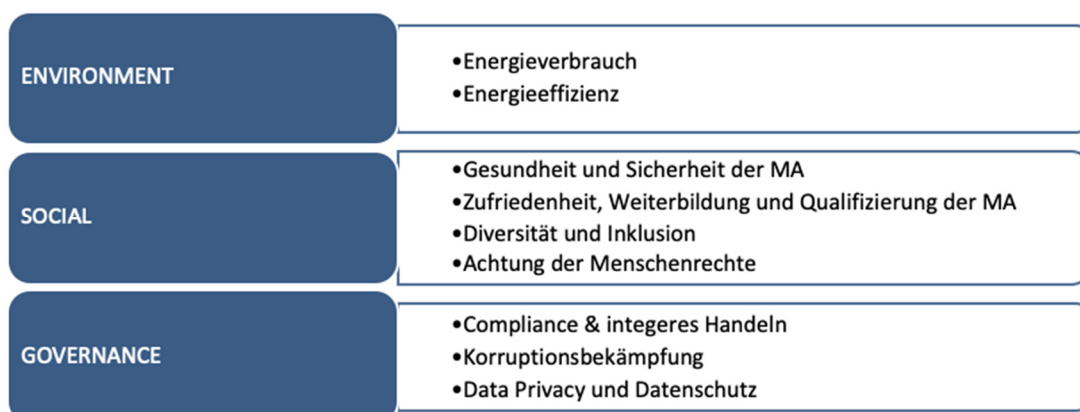 ENVIRONMENT
•Energieverbrauch
•Energieeffizienz
SOCIAL
•Gesundheit und Sicherheit der MA
•Zufriedenheit, Weiterbildung und Qualifizierung der MA
•Diversität und Inklusion
•Achtung der Menschenrechte
GOVERNANCE
•Compliance & integeres Handeln
•Korruptionsbekämpfung
•Data Privacy und Datenschutz